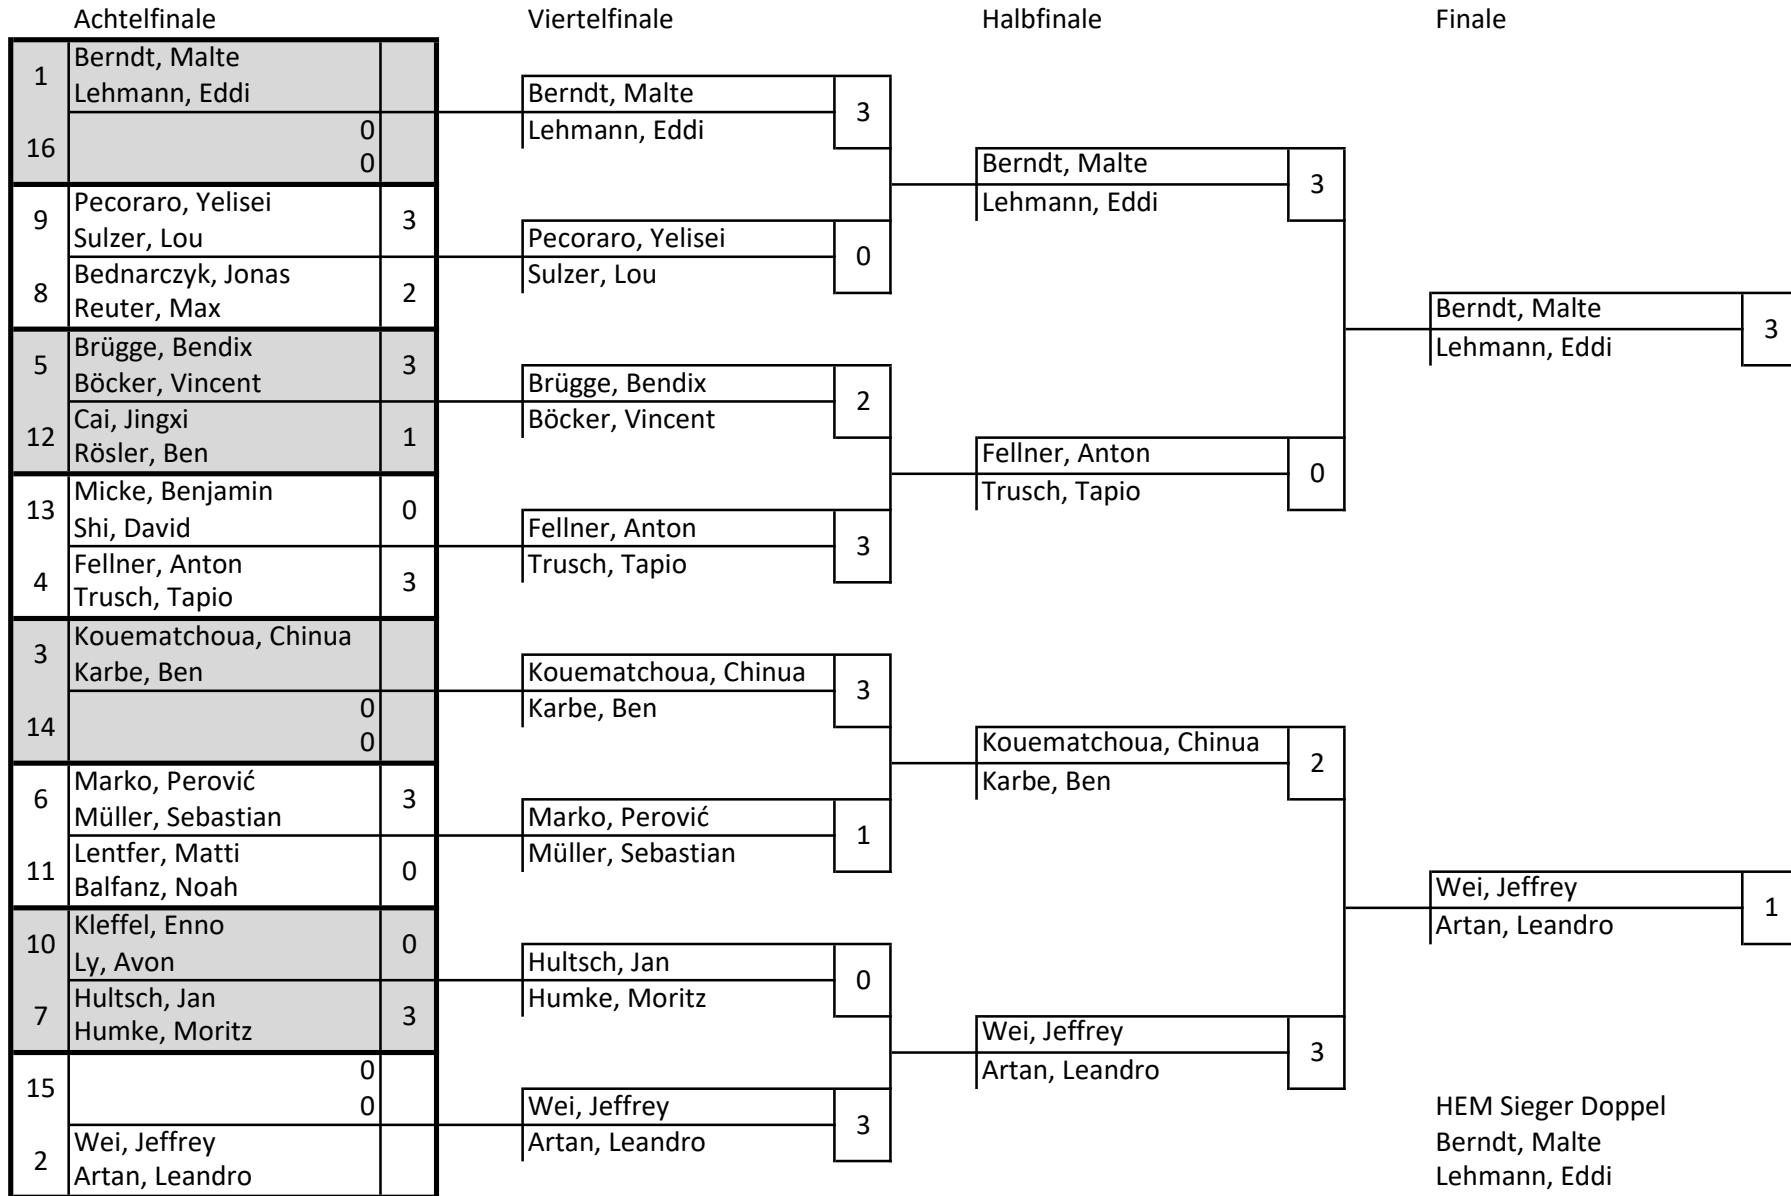 Achtelfinale Viertelfinale Halbfinale Finale
1 Berndt, Malte
Lehmann, Eddi
16 0
0
9 Pecoraro, Yelisei 3
Sulzer, Lou
8 Bednarczyk, Jonas 2
Reuter, Max
5 Brügge, Bendix 3
Böcker, Vincent
12 Cai, Jingxi 1
Rösler, Ben
13 Micke, Benjamin 0
Shi, David
4 Fellner, Anton 3
Trusch, Tapio
3 Kouematchoua, Chinua
Karbe, Ben
14 0
0
6 Marko, Perović 3
Müller, Sebastian
11 Lentfer, Matti 0
Balfanz, Noah
10 Kleffel, Enno 0
Ly, Avon
7 Hultsch, Jan 3
Humke, Moritz
15 0
0
2 Wei, Jeffrey
Artan, Leandro
Berndt, Malte 3
Lehmann, Eddi
Pecoraro, Yelisei 0
Sulzer, Lou
Brügge, Bendix 2
Böcker, Vincent
Fellner, Anton 3
Trusch, Tapio
Kouematchoua, Chinua 3
Karbe, Ben
Marko, Perović 1
Müller, Sebastian
Hultsch, Jan 0
Humke, Moritz
Wei, Jeffrey 3
Artan, Leandro
Berndt, Malte 3
Lehmann, Eddi
Fellner, Anton 0
Trusch, Tapio
Kouematchoua, Chinua 2
Karbe, Ben
Wei, Jeffrey 3
Artan, Leandro
Berndt, Malte 3
Lehmann, Eddi
Wei, Jeffrey 1
Artan, Leandro
HEM Sieger Doppel
Berndt, Malte
Lehmann, Eddi